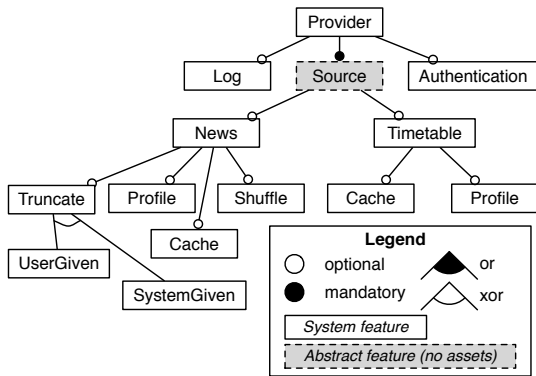 Provider
Log Source Authentication
News Timetable
Truncate Profile Shuffle Cache Profile
Cache
UserGiven
SystemGiven
Legend
optional or
mandatory xor
System feature
Abstract feature (no assets)